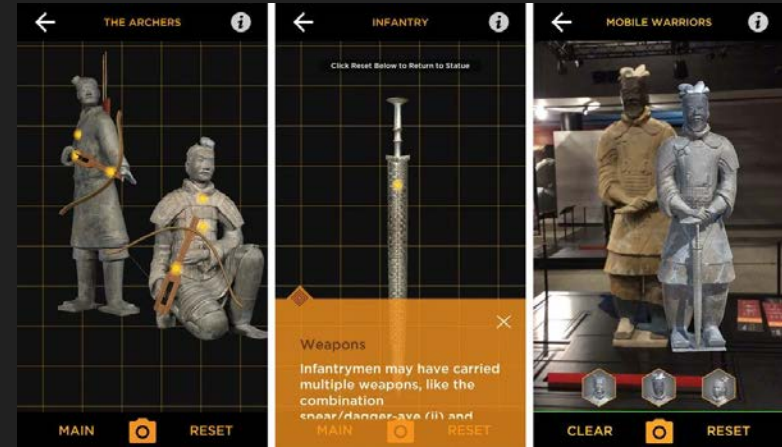 THE ARCHERS
MAIN
RESET
INFANTRY
Click Reset Below to Return to Statue
Weapons
Infantrymen may have carried
multiple weapons, like the
combination
spear/dagger-axe (ji) and
MAIN
RESET
MOBILE WARRIORS
CLEAR
RESET